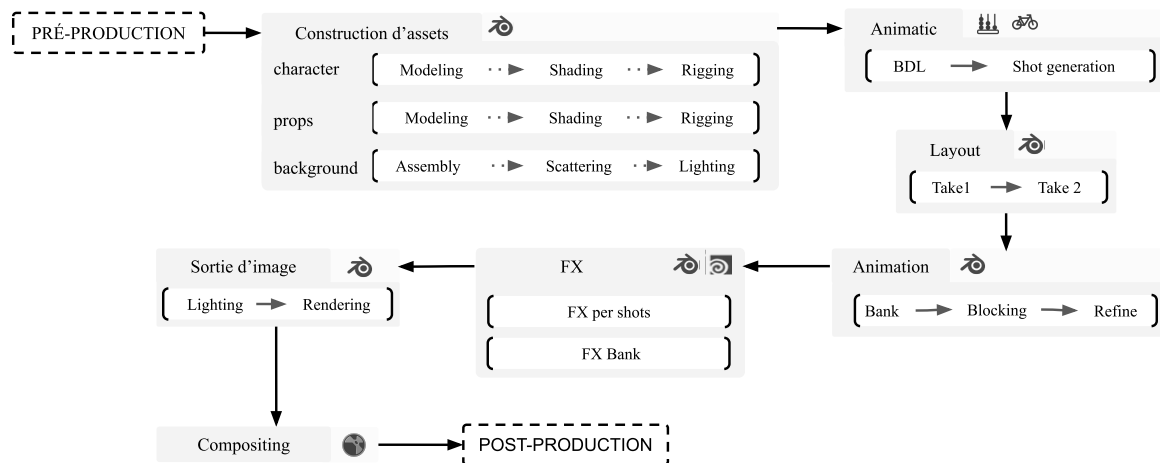 PRÉ-PRODUCTION
Construction d’assets
character
Modeling Shading Rigging
props
Modeling Shading Rigging
background
Assembly Scattering Lighting
Animatic
BDL Shot generation
Layout
Take1 Take 2
Animation
Bank Blocking Refine
FX
FX per shots
FX Bank
Sortie d’image
Lighting Rendering
Compositing
POST-PRODUCTION